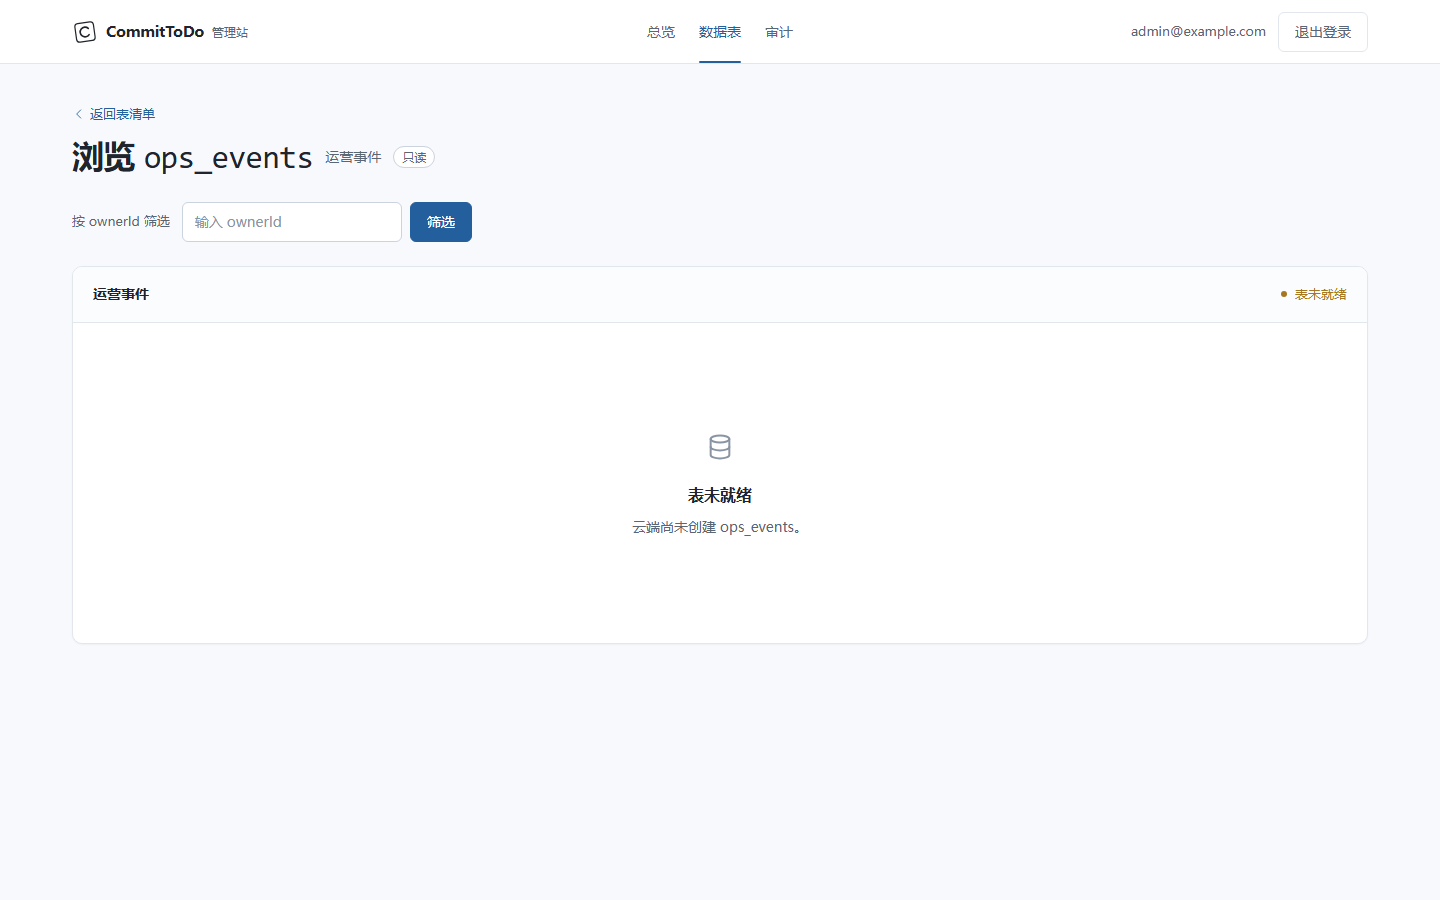 CommitToDo 管理站
总览 数据表 审计
admin@example.com 退出登录
返回表清单
浏览 ops_events 运营事件 只读
按 ownerId 筛选 输入 ownerId 筛选
运营事件 表未就绪
表未就绪
云端尚未创建 ops_events。